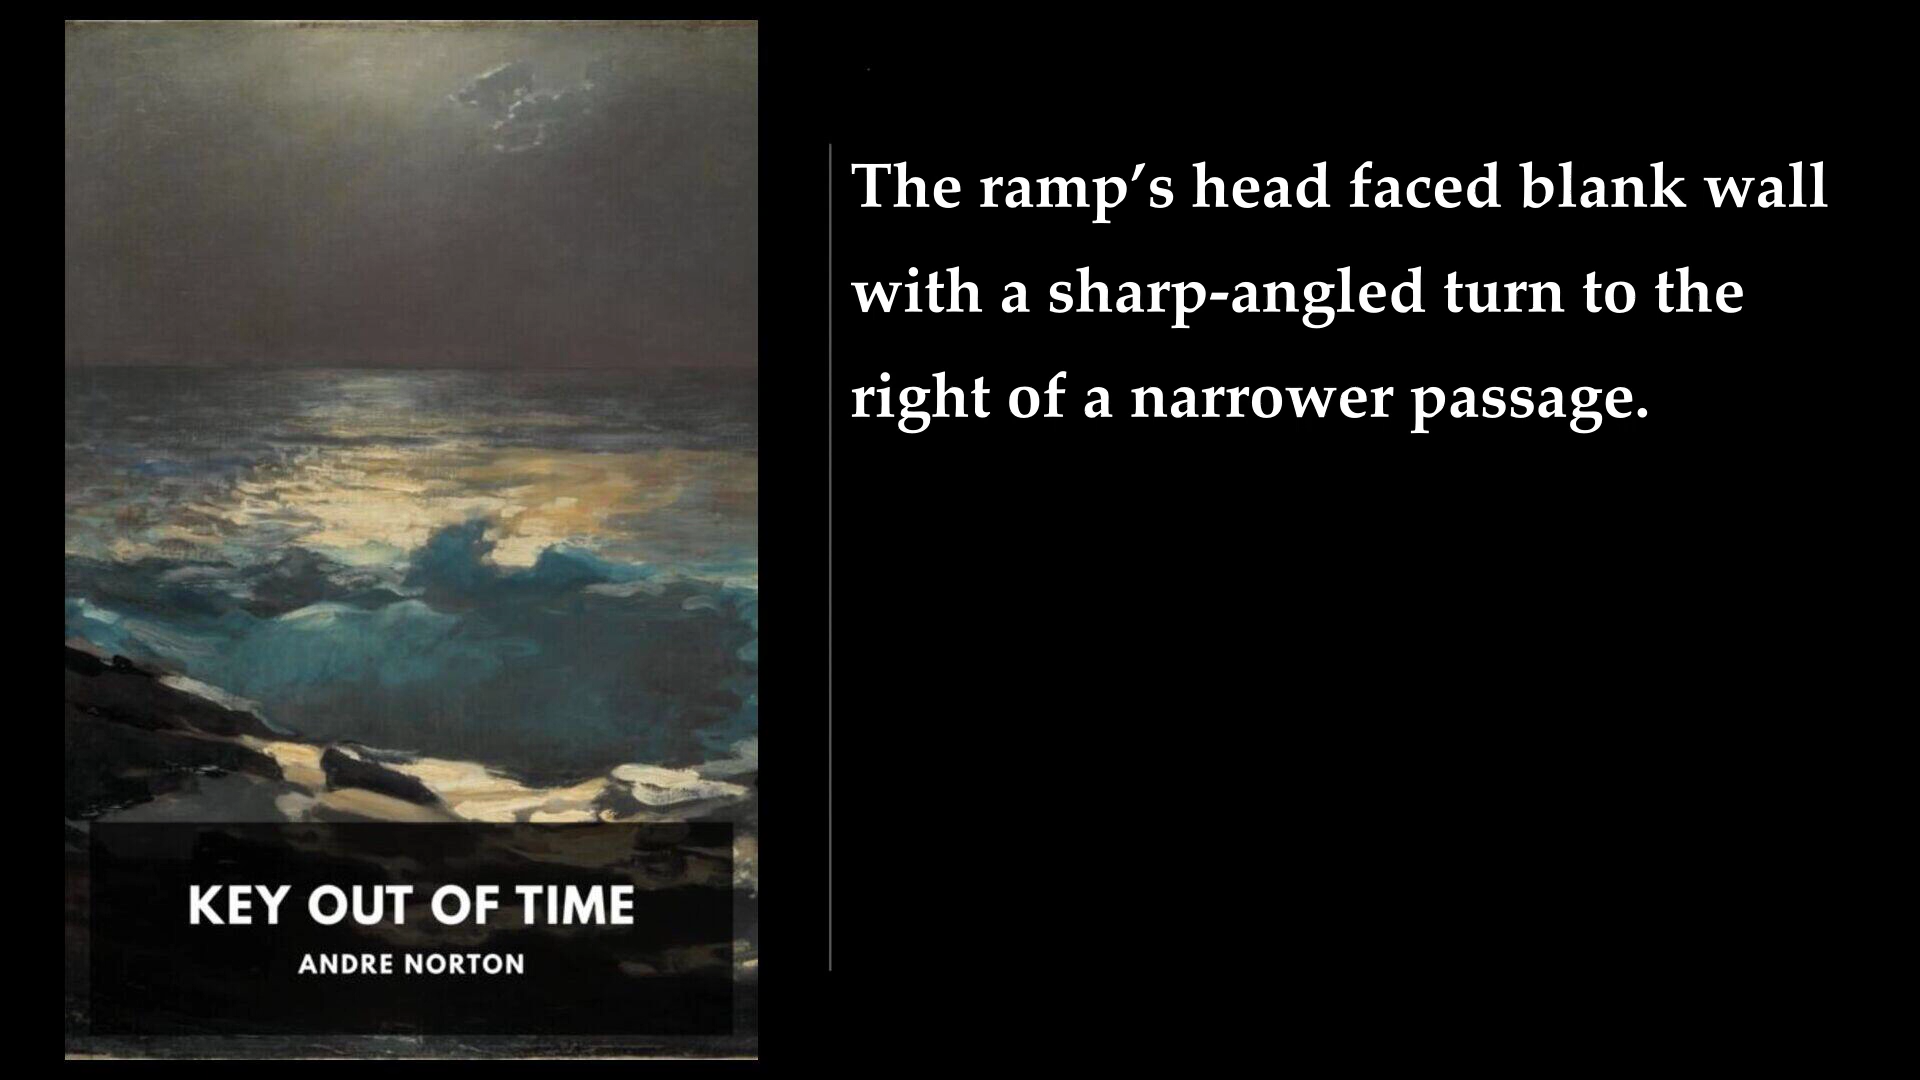 The ramp’s head faced blank wall
with a sharp-angled turn to the
right of a narrower passage.
KEY OUT OF TIME
ANDRE NORTON